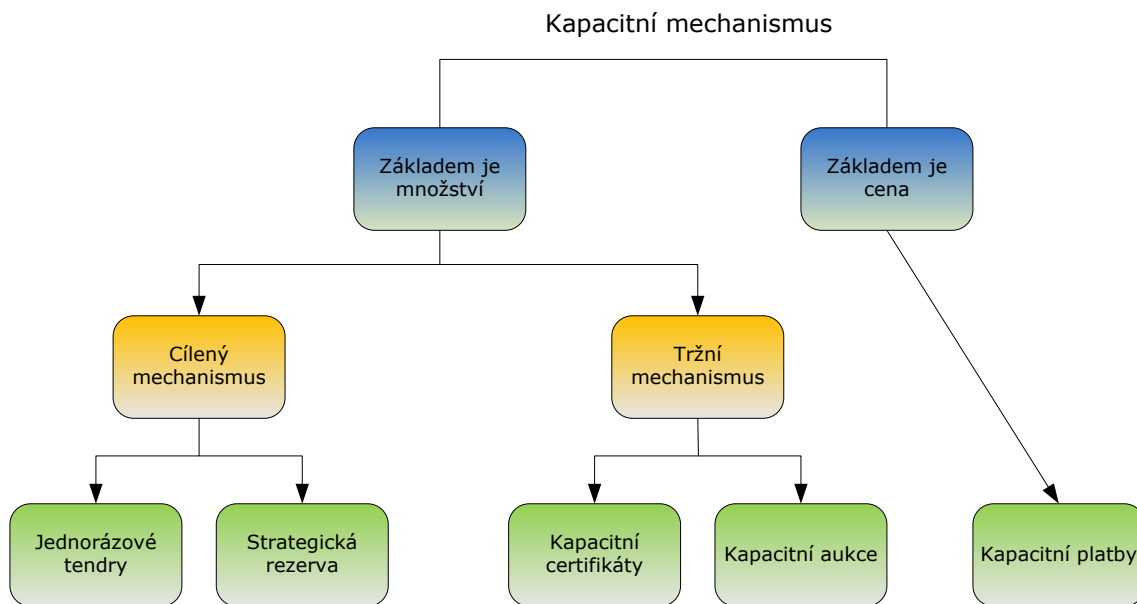 Kapacitní mechanismus
Základem je
množství
Základem je
cena
Cílený
mechanismus
Tržní
mechanismus
Jednorázové
tendry
Strategická
rezerva
Kapacitní
certifikáty
Kapacitní aukce
Kapacitní platby